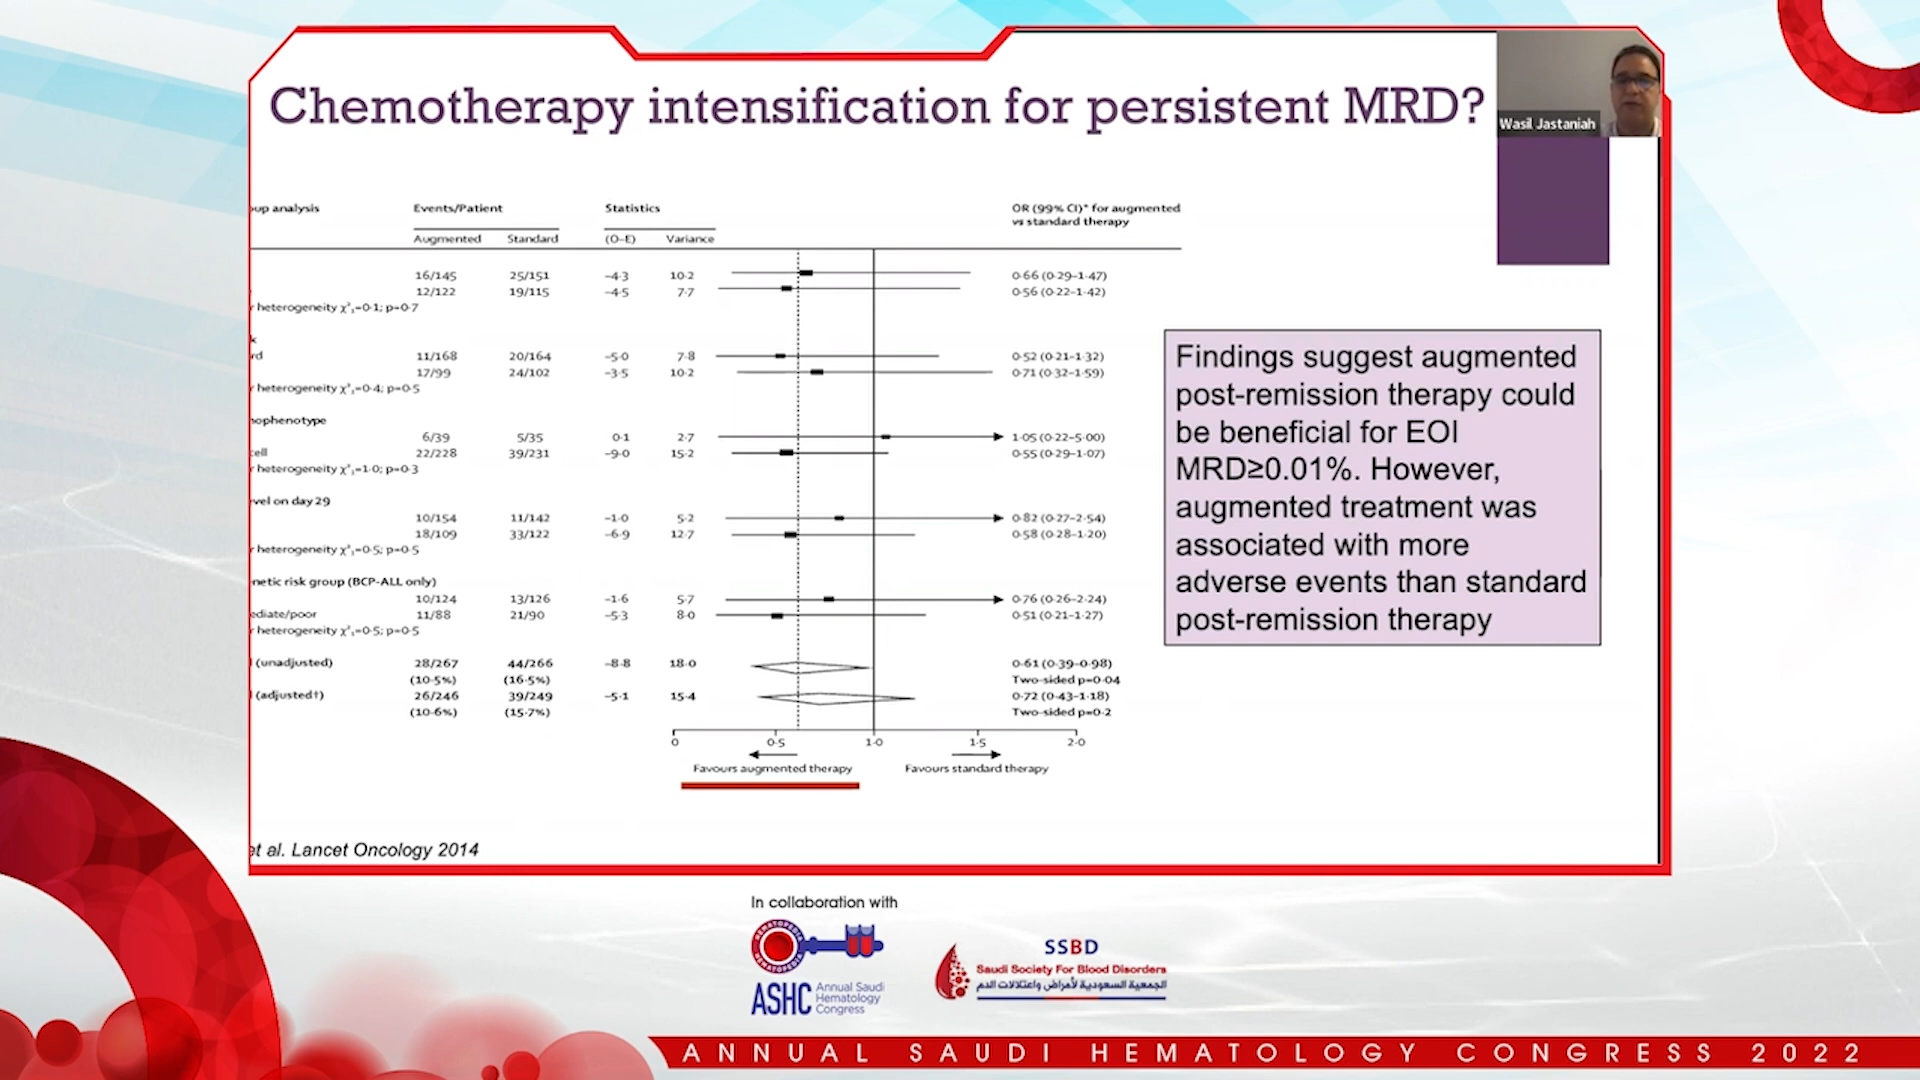 Chemotherapy intensification for persistent MRD?
Wasil Jastaniah
up analysis Events/Patient Statistics OR (99% CI)* for augmented
vs standard therapy
Augmented Standard (O–E) Variance
16/145 25/151 –4·3 10·2 0·66 (0·29–1·47)
12/122 19/115 –4·5 7·7 0·56 (0·22–1·42)
r heterogeneity χ²₁=0·1; p=0·7
k
rd 11/168 20/164 –5·0 7·8 0·52 (0·21–1·32)
17/99 24/102 –3·5 10·2 0·71 (0·32–1·59)
r heterogeneity χ²₁=0·4; p=0·5
nophenotype
6/39 5/35 0·1 2·7 1·05 (0·22–5·00)
cell 22/228 39/231 –9·0 15·2 0·55 (0·29–1·07)
r heterogeneity χ²₁=1·0; p=0·3
vel on day 29
10/154 11/142 –1·0 5·2 0·82 (0·27–2·54)
18/109 33/122 –6·9 12·7 0·58 (0·28–1·20)
r heterogeneity χ²₁=0·5; p=0·5
netic risk group (BCP-ALL only)
10/124 13/126 –1·6 5·7 0·76 (0·26–2·24)
ediate/poor 11/88 21/90 –5·3 8·0 0·51 (0·21–1·27)
r heterogeneity χ²₁=0·5; p=0·5
(unadjusted) 28/267 44/266 –8·8 18·0 0·61 (0·39–0·98)
(10·5%) (16·5%) Two-sided p=0·04
(adjusted†) 26/246 39/249 –5·1 15·4 0·72 (0·43–1·18)
(10·6%) (15·7%) Two-sided p=0·2
0 0·5 1·0 1·5 2·0
Favours augmented therapy Favours standard therapy
Findings suggest augmented
post-remission therapy could
be beneficial for EOI
MRD≥0.01%. However,
augmented treatment was
associated with more
adverse events than standard
post-remission therapy
et al. Lancet Oncology 2014
In collaboration with
HEMATOPEDIA
HEMATOPEDIA
ASHC Annual Saudi
Hematology
Congress
SSBD
Saudi Society For Blood Disorders
الجمعية السعودية لأمراض واعتلالات الدم
ANNUAL SAUDI HEMATOLOGY CONGRESS 2022